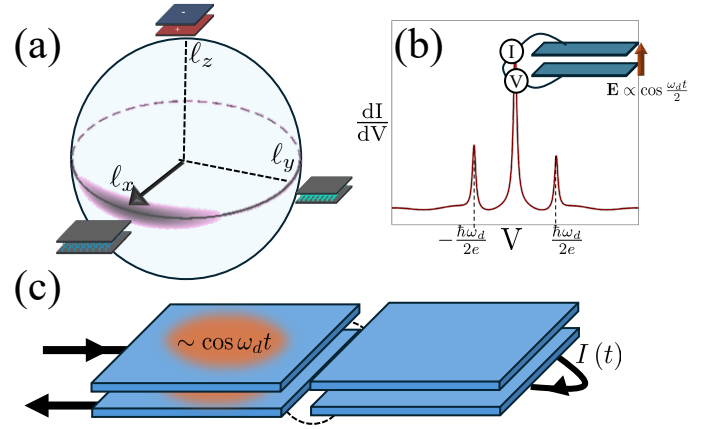 (a)
-
+
ℓ_z
ℓ_y
ℓ_x
(b)
I
V
E ∝ cos ω_d t / 2
dI / dV
-ħω_d / 2e
V
ħω_d / 2e
(c)
~ cos ω_d t
I (t)